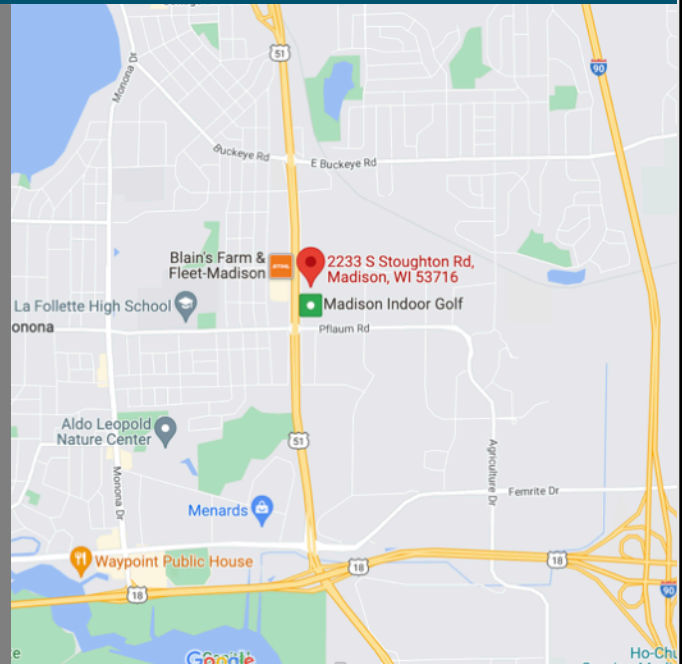 51
90
Monona Dr
Buckeye Rd
E Buckeye Rd
Blain's Farm &
Fleet-Madison
STIHL
2233 S Stoughton Rd,
Madison, WI 53716
La Follette High School
Madison Indoor Golf
onona
Pflaum Rd
Aldo Leopold
Nature Center
51
Agriculture Dr
Monona Dr
Femrite Dr
Menards
Waypoint Public House
18
18
18
90
Google
Ho-Chu